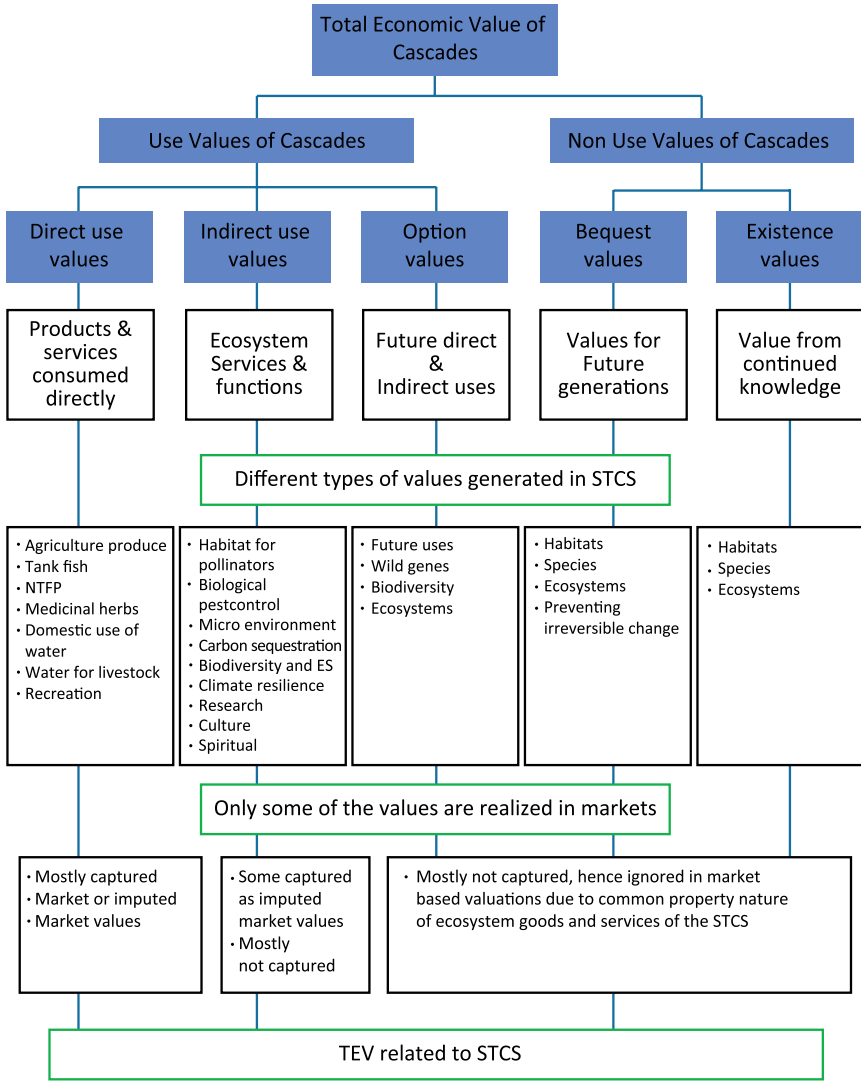 Total Economic Value of
Cascades
Use Values of Cascades
Non Use Values of Cascades
Direct use
values
Indirect use
values
Option
values
Bequest
values
Existence
values
Products &
services
consumed
directly
Ecosystem
Services &
functions
Future direct
&
Indirect uses
Values for
Future
generations
Value from
continued
knowledge
Different types of values generated in STCS
· Agriculture produce
· Tank fish
· NTFP
· Medicinal herbs
· Domestic use of
water
· Water for livestock
· Recreation
· Habitat for
pollinators
· Biological
pestcontrol
· Micro environment
· Carbon sequestration
· Biodiversity and ES
· Climate resilience
· Research
· Culture
· Spiritual
· Future uses
· Wild genes
· Biodiversity
· Ecosystems
· Habitats
· Species
· Ecosystems
· Preventing
irreversible change
· Habitats
· Species
· Ecosystems
Only some of the values are realized in markets
· Mostly captured
· Market or imputed
· Market values
· Some captured
as imputed
market values
· Mostly
not captured
· Mostly not captured, hence ignored in market
based valuations due to common property nature
of ecosystem goods and services of the STCS
TEV related to STCS